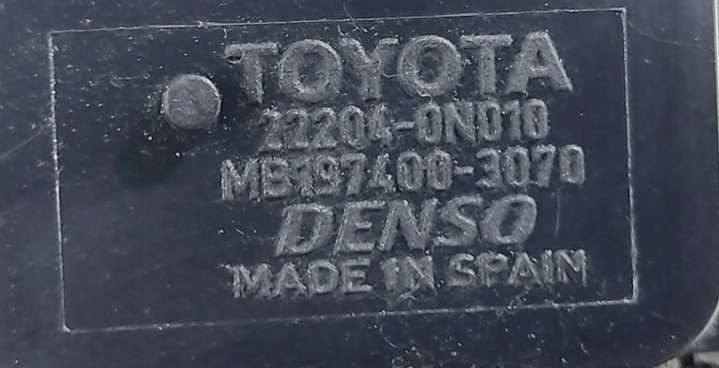 TOYOTA
22204-0N010
MB197400-3070
DENSO
MADE IN SPAIN